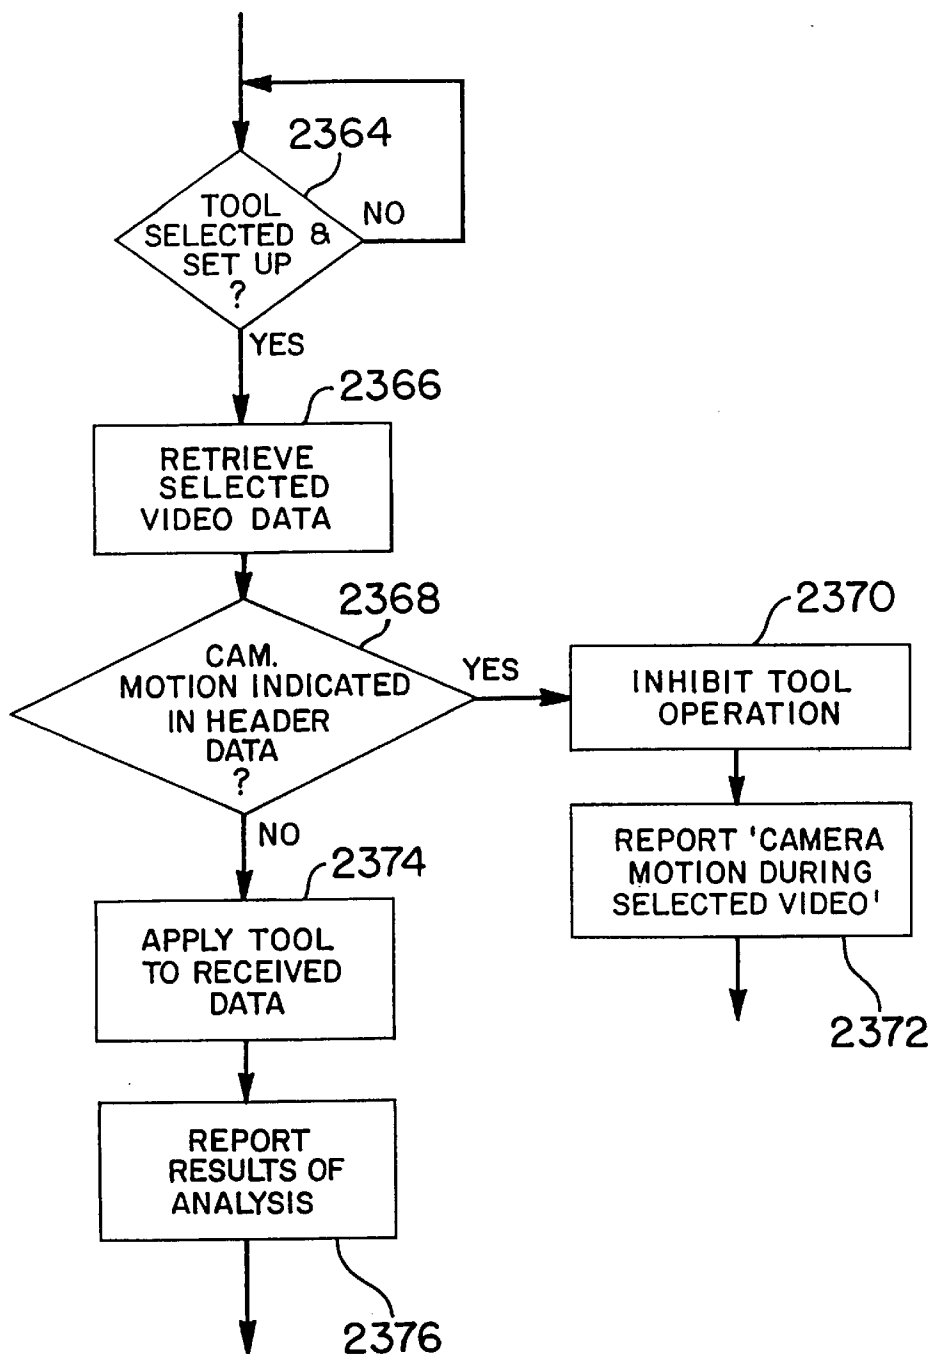 2364
TOOL
SELECTED &
SET UP
?
NO
YES
2366
RETRIEVE
SELECTED
VIDEO DATA
2368
CAM.
MOTION INDICATED
IN HEADER
DATA
?
YES
NO
2370
INHIBIT TOOL
OPERATION
REPORT 'CAMERA
MOTION DURING
SELECTED VIDEO'
2372
2374
APPLY TOOL
TO RECEIVED
DATA
REPORT
RESULTS OF
ANALYSIS
2376